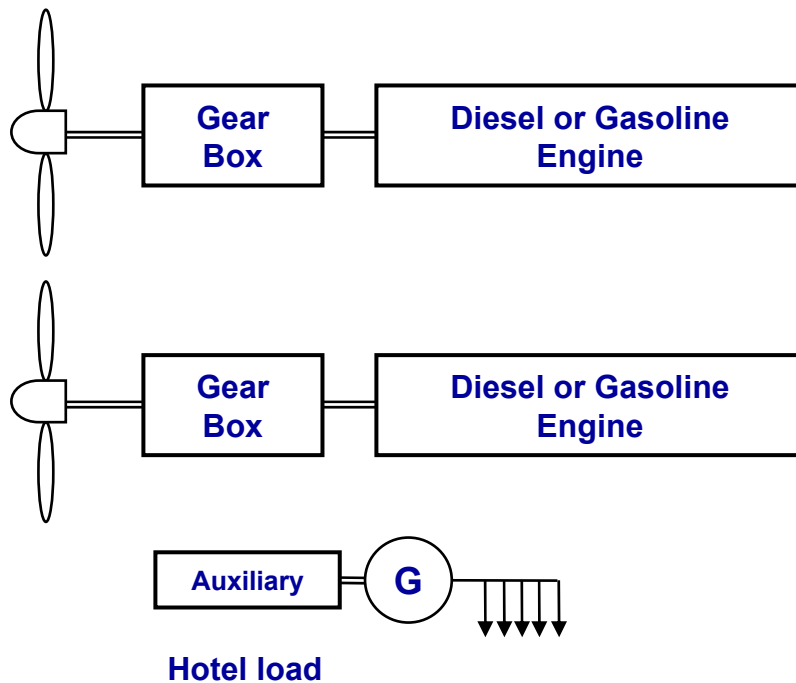 Gear
Box
Diesel or Gasoline
Engine
Gear
Box
Diesel or Gasoline
Engine
Auxiliary
G
Hotel load